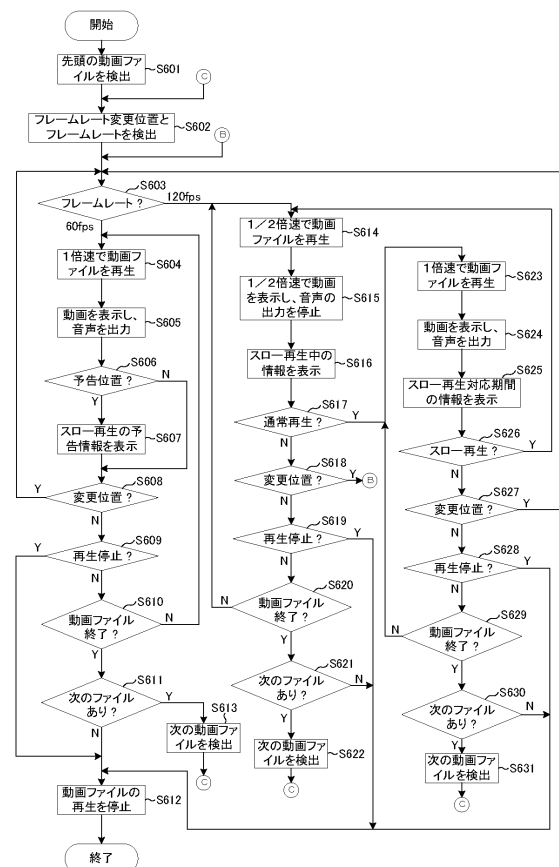 開始
先頭の動画ファ
イルを検出
S601
C
フレームレート変更位置と
フレームレートを検出
S602
B
S603
フレームレート?
120fps
60fps
1倍速で動画
ファイルを再生
S604
動画を表示し、
音声を出力
S605
S606
予告位置?
N
Y
スロー再生の予
告情報を表示
S607
S608
変更位置?
Y
N
S609
再生停止?
Y
N
S610
動画ファイル
終了?
N
Y
S611
次のファイル
あり?
Y
N
S613
次の動画ファ
イルを検出
C
動画ファイルの
再生を停止
S612
終了
1/2倍速で動画
ファイルを再生
S614
1/2倍速で動画
を表示し、音声の
出力を停止
S615
スロー再生中の
情報を表示
S616
S617
通常再生?
Y
N
S618
変更位置?
Y
B
N
S619
再生停止?
Y
N
S620
動画ファイル
終了?
N
Y
S621
次のファイル
あり?
N
Y
次の動画ファ
イルを検出
S622
C
1倍速で動画フ
ァイルを再生
S623
動画を表示し、
音声を出力
S624
S625
スロー再生対応期間
の情報を表示
S626
スロー再生?
Y
N
S627
変更位置?
Y
N
S628
再生停止?
Y
N
S629
動画ファイル
終了?
N
Y
S630
次のファイル
あり?
N
Y
次の動画ファ
イルを検出
S631
C